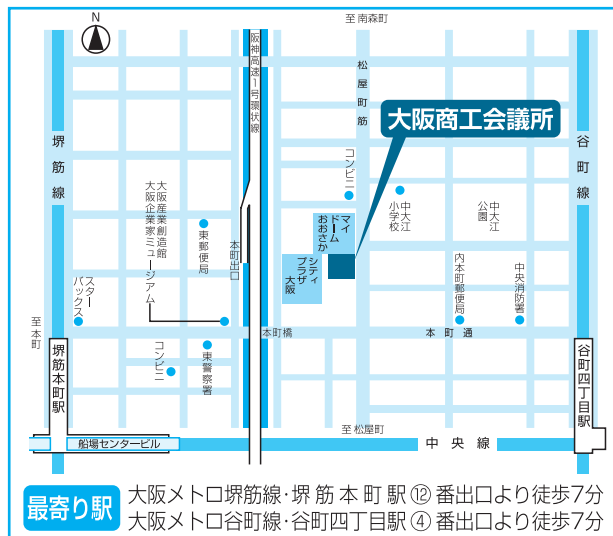 N
至南森町
阪神高速1号環状線
松屋町筋
大阪商工会議所
堺筋線
谷町線
コンビニ
中大江
小学校
中大江
公園
大阪産業創造館
大阪企業家ミュージアム
東郵便局
本町出口
マイ
ドーム
おおさか
シティ
プラザ
大阪
内本町郵便局
中央消防署
スター
バックス
至本町
本町橋
本町通
コンビニ
東警察署
堺筋本町駅
谷町四丁目駅
至松屋町
船場センタービル
中央線
最寄り駅
大阪メトロ堺筋線・堺筋本町駅⑫番出口より徒歩7分
大阪メトロ谷町線・谷町四丁目駅④番出口より徒歩7分